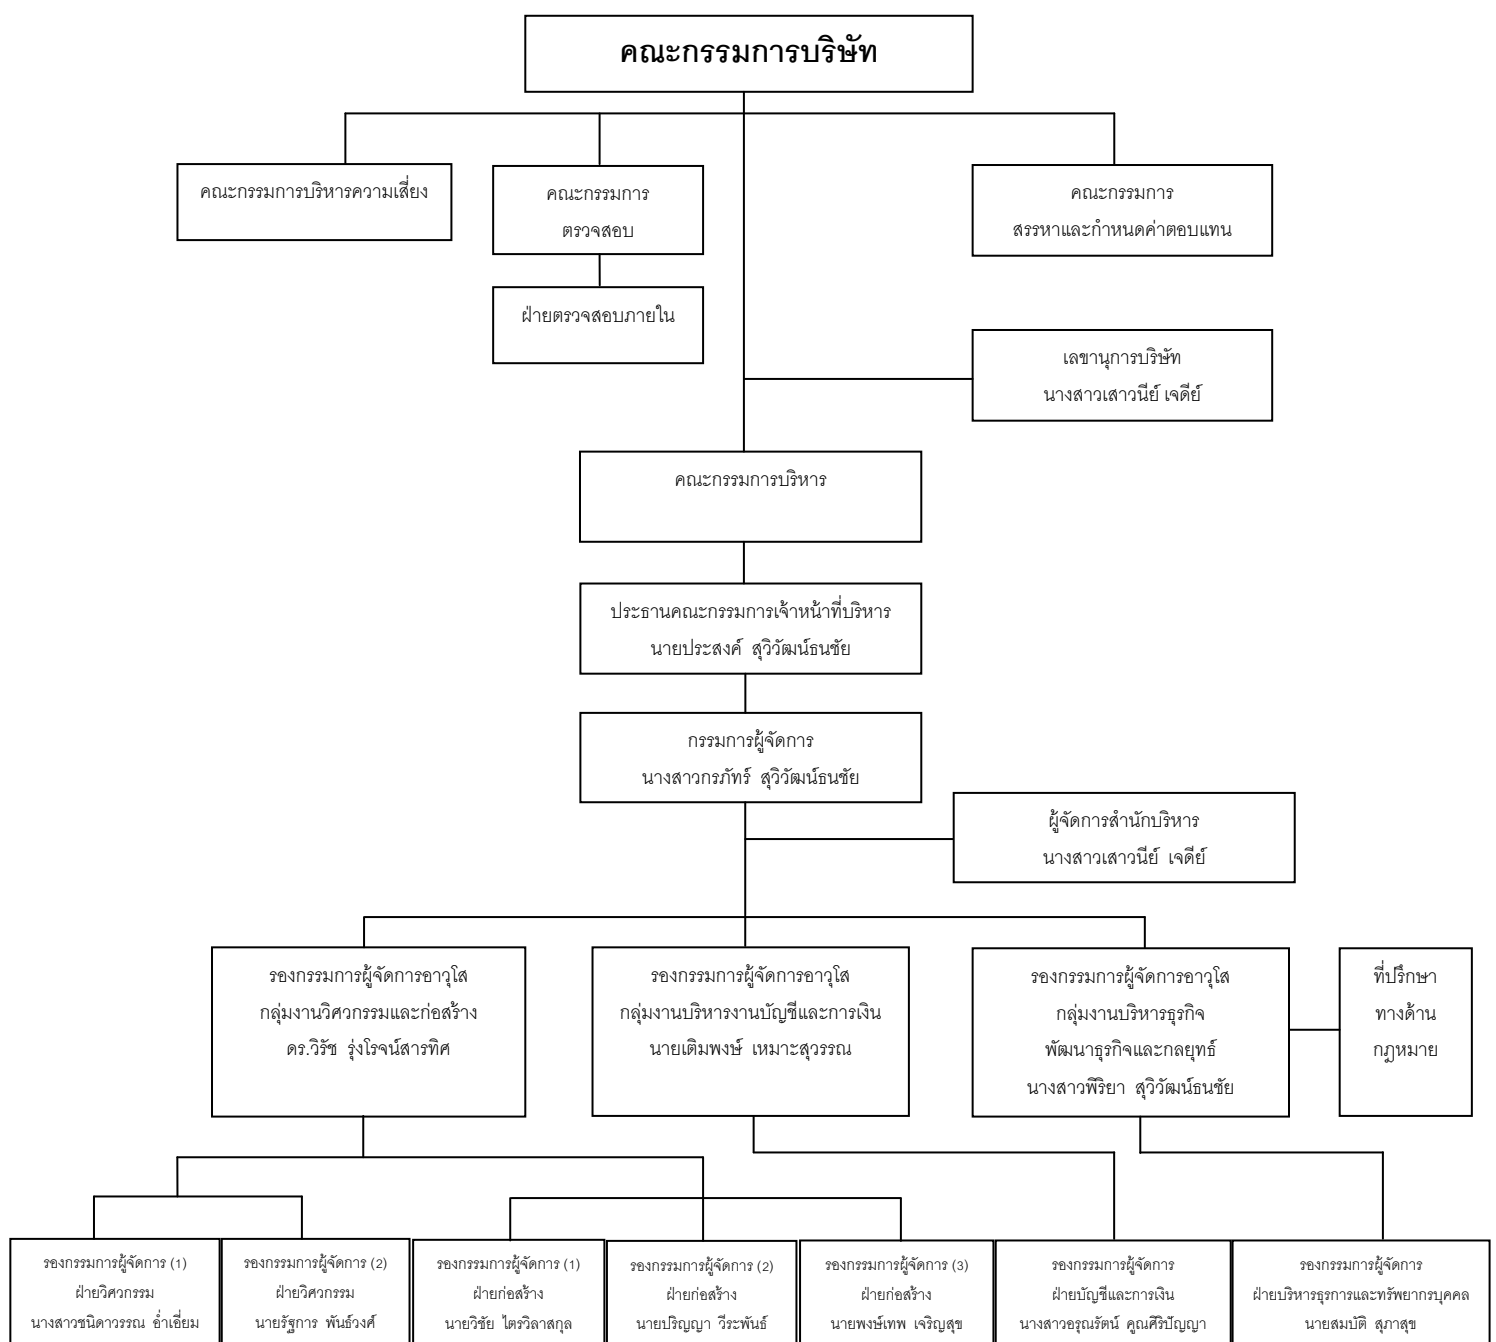 คณะกรรมการบริษัท
คณะกรรมการบริหารความเสี่ยง
คณะกรรมการ
ตรวจสอบ
คณะกรรมการ
สรรหาและกำหนดค่าตอบแทน
ฝ่ายตรวจสอบภายใน
เลขานุการบริษัท
นางสาวเสาวนีย์ เจดีย์
คณะกรรมการบริหาร
ประธานคณะกรรมการเจ้าหน้าที่บริหาร
นายประสงค์ สุวิวัฒน์ธนชัย
กรรมการผู้จัดการ
นางสาวกรภัทร์ สุวิวัฒน์ธนชัย
ผู้จัดการสำนักบริหาร
นางสาวเสาวนีย์ เจดีย์
รองกรรมการผู้จัดการอาวุโส
กลุ่มงานวิศวกรรมและก่อสร้าง
ดร.วิรัช รุ่งโรจน์สารทิศ
รองกรรมการผู้จัดการอาวุโส
กลุ่มงานบริหารงานบัญชีและการเงิน
นายเติมพงษ์ เหมาะสุวรรณ
รองกรรมการผู้จัดการอาวุโส
กลุ่มงานบริหารธุรกิจ
พัฒนาธุรกิจและกลยุทธ์
นางสาวพิริยา สุวิวัฒน์ธนชัย
ที่ปรึกษา
ทางด้าน
กฎหมาย
รองกรรมการผู้จัดการ (1)
ฝ่ายวิศวกรรม
นางสาวชนิดาวรรณ อ่ำเอี่ยม
รองกรรมการผู้จัดการ (2)
ฝ่ายวิศวกรรม
นายรัฐการ พันธ์วงศ์
รองกรรมการผู้จัดการ (1)
ฝ่ายก่อสร้าง
นายวิชัย ไตรวิลาสกุล
รองกรรมการผู้จัดการ (2)
ฝ่ายก่อสร้าง
นายปริญญา วีระพันธ์
รองกรรมการผู้จัดการ (3)
ฝ่ายก่อสร้าง
นายพงษ์เทพ เจริญสุข
รองกรรมการผู้จัดการ
ฝ่ายบัญชีและการเงิน
นางสาวอรุณรัตน์ คูณศิริปัญญา
รองกรรมการผู้จัดการ
ฝ่ายบริหารธุรการและทรัพยากรบุคคล
นายสมบัติ สุภาสุข